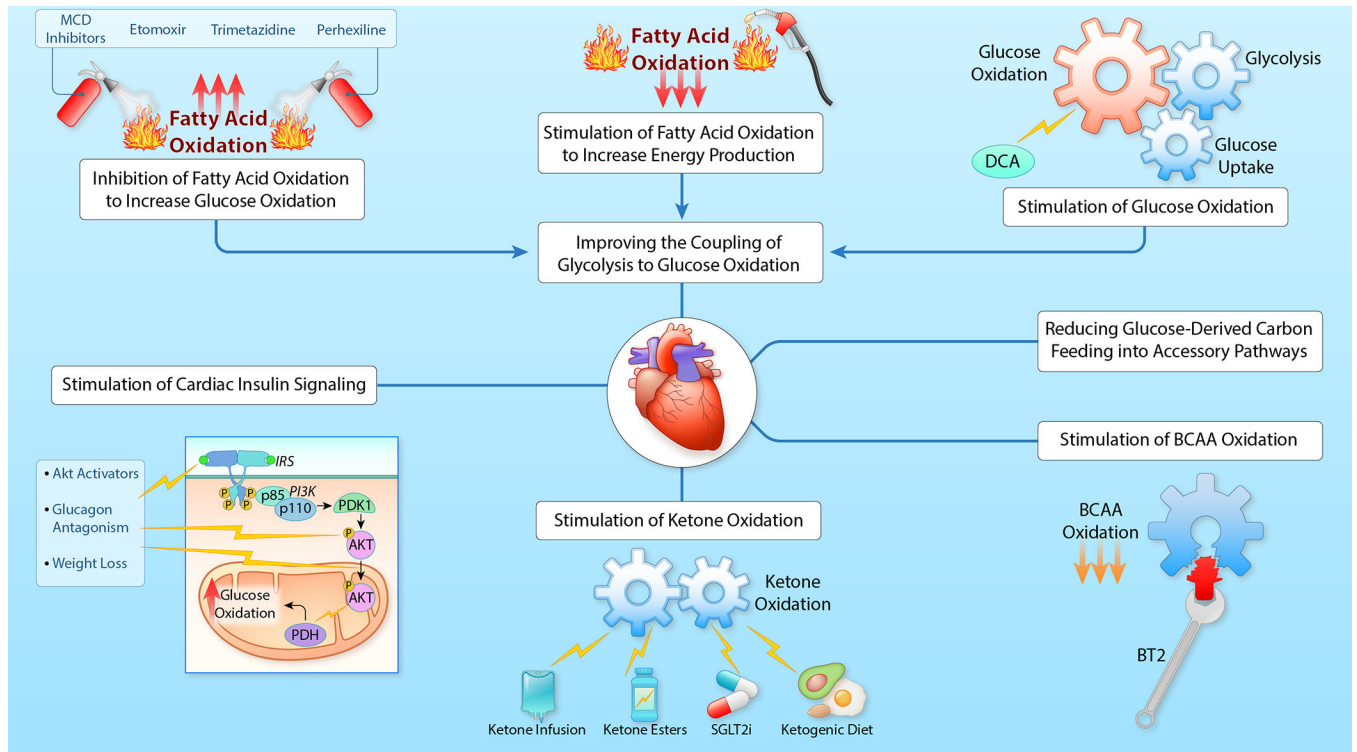 MCD
Inhibitors
Etomoxir
Trimetazidine
Perhexiline
Fatty Acid
Oxidation
Inhibition of Fatty Acid Oxidation
to Increase Glucose Oxidation
Fatty Acid
Oxidation
Stimulation of Fatty Acid Oxidation
to Increase Energy Production
Glucose
Oxidation
Glycolysis
Glucose
Uptake
DCA
Stimulation of Glucose Oxidation
Improving the Coupling of
Glycolysis to Glucose Oxidation
Reducing Glucose-Derived Carbon
Feeding into Accessory Pathways
Stimulation of Cardiac Insulin Signaling
Stimulation of BCAA Oxidation
• Akt Activators
• Glucagon
Antagonism
• Weight Loss
IRS
P
P
P
P
p85
PI3K
p110
PDK1
P
AKT
P
AKT
Glucose
Oxidation
PDH
Stimulation of Ketone Oxidation
Ketone
Oxidation
Ketone Infusion
Ketone Esters
SGLT2i
Ketogenic Diet
BCAA
Oxidation
BT2